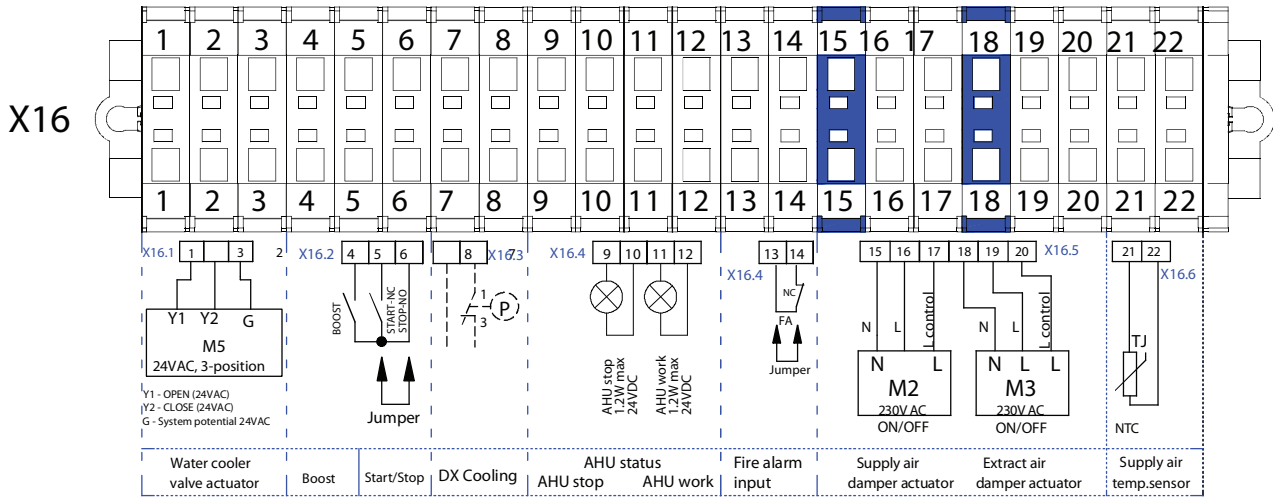 1 2 3 4 5 6 7 8 9 10 11 12 13 14 15 16 17 18 19 20 21 22
X16
1 2 3 4 5 6 7 8 9 10 11 12 13 14 15 16 17 18 19 20 21 22
X16.1 1 3 2 X16.2 4 5 6 8 X16.3 7 X16.4 9 10 11 12 X16.4 13 14 15 16 17 18 19 20 X16.5 21 22 X16.6
Y1 Y2 G
M5
24VAC, 3-position
Y1 - OPEN (24VAC)
Y2 - CLOSE (24VAC)
G - System potential 24VAC
BOOST
START-NC
STOP-NO
Jumper
1
P
3
AHU stop
1.2W max
24VDC
AHU work
1.2W max
24VDC
NC
FA
Jumper
N L L control
N L
M2
230V AC
ON/OFF
N L L control
N L L
M3
230V AC
ON/OFF
TJ
NTC
Water cooler
valve actuator
Boost
Start/Stop
DX Cooling
AHU status
AHU stop AHU work
Fire alarm
input
Supply air
damper actuator
Extract air
damper actuator
Supply air
temp.sensor